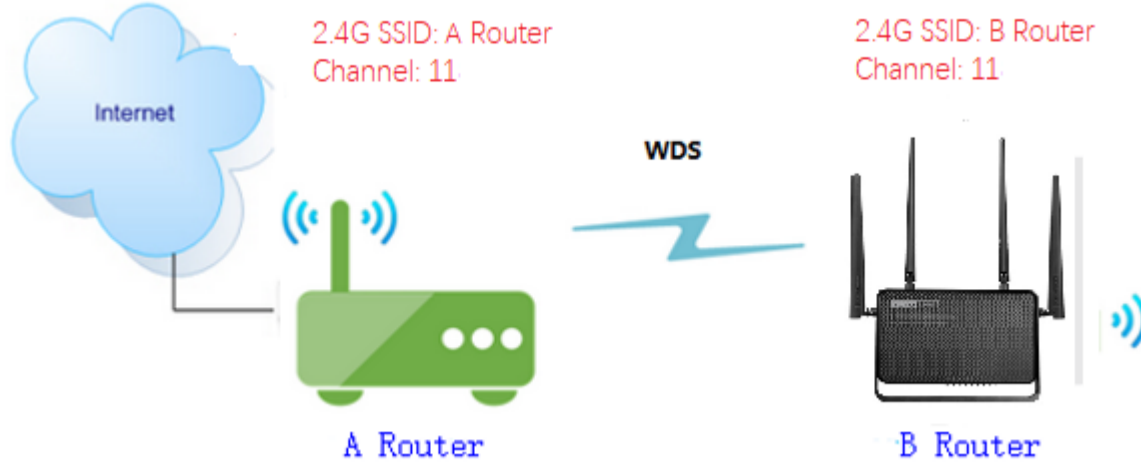 2.4G SSID: A Router
Channel: 11
2.4G SSID: B Router
Channel: 11
Internet
WDS
A Router
B Router